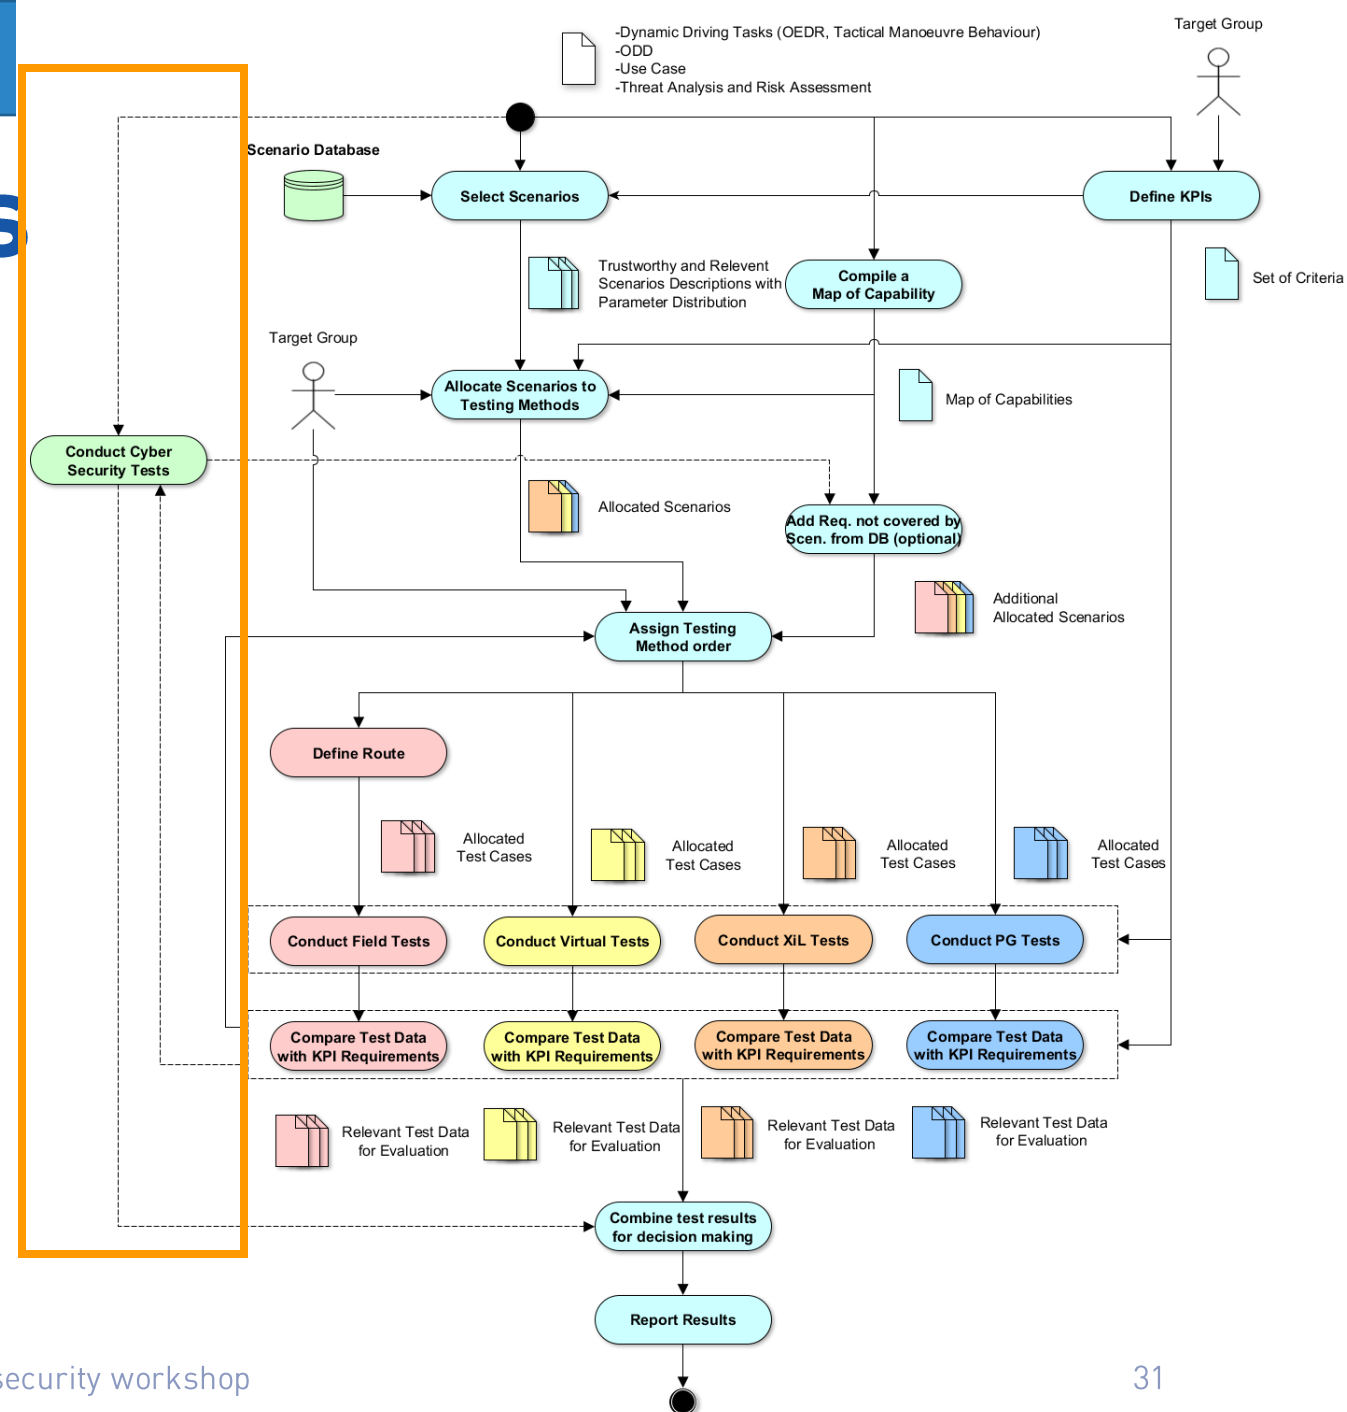 -Dynamic Driving Tasks (OEDR, Tactical Manoeuvre Behaviour)
-ODD
-Use Case
-Threat Analysis and Risk Assessment
Target Group
s
Scenario Database
Select Scenarios
Define KPIs
Trustworthy and Relevent
Scenarios Descriptions with
Parameter Distribution
Compile a
Map of Capability
Set of Criteria
Target Group
Allocate Scenarios to
Testing Methods
Map of Capabilities
Conduct Cyber
Security Tests
Allocated Scenarios
Add Req. not covered by
Scen. from DB (optional)
Additional
Allocated Scenarios
Assign Testing
Method order
Define Route
Allocated
Test Cases
Allocated
Test Cases
Allocated
Test Cases
Allocated
Test Cases
Conduct Field Tests
Conduct Virtual Tests
Conduct XiL Tests
Conduct PG Tests
Compare Test Data
with KPI Requirements
Compare Test Data
with KPI Requirements
Compare Test Data
with KPI Requirements
Compare Test Data
with KPI Requirements
Relevant Test Data
for Evaluation
Relevant Test Data
for Evaluation
Relevant Test Data
for Evaluation
Relevant Test Data
for Evaluation
Combine test results
for decision making
Report Results
security workshop
31